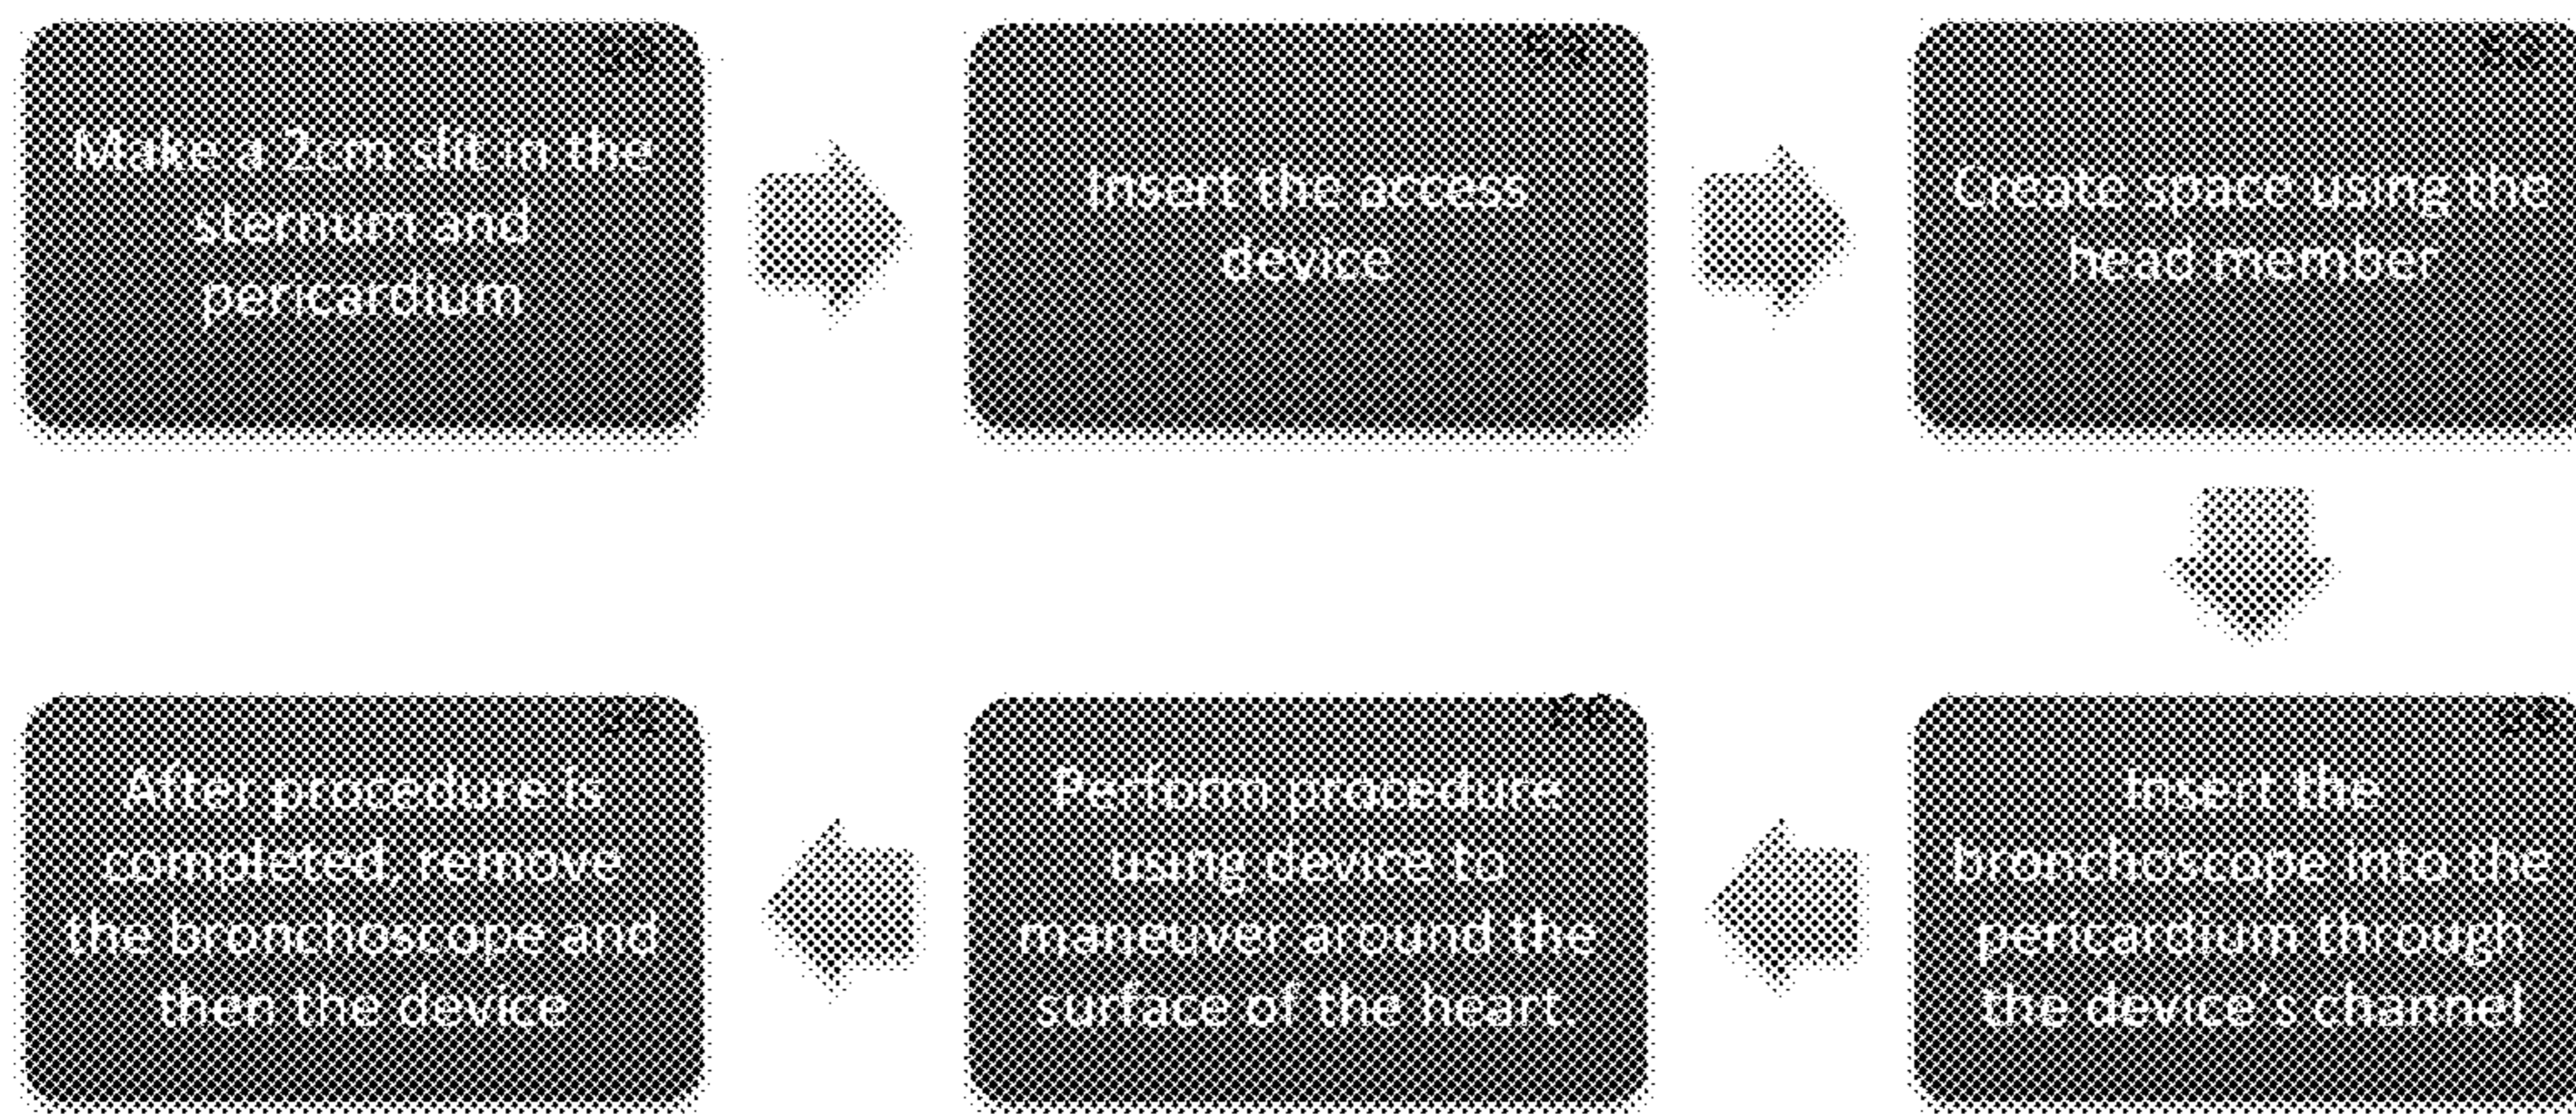 Make a 2cm slit in the
sternum and
pericardium
Insert the access
device
Create space using the
head member
Insert the
bronchoscope into the
pericardium through
the device's channel
Perform procedure
using device to
maneuver around the
surface of the heart.
After procedure is
completed, remove
the bronchoscope and
then the device